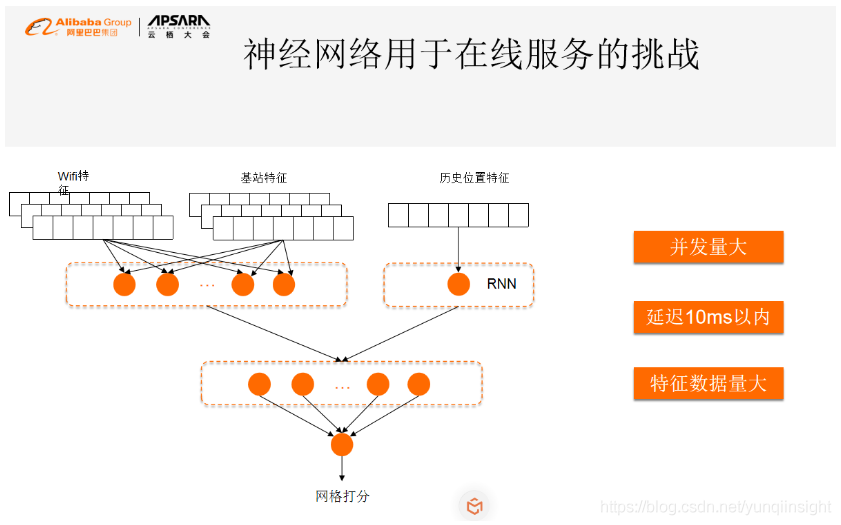 Alibaba Group
阿里巴巴集团
APSARA
APSARA CONFERENCE
云栖大会
神经网络用于在线服务的挑战
Wifi特
征
基站特征
历史位置特征
并发量大
...
RNN
延迟10ms以内
...
特征数据量大
网格打分
https://blog.csdn.net/yunqiinsight